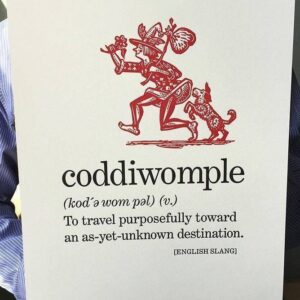 coddiwomple
(kod´ə wom pəl) (v.)
To travel purposefully toward
an as-yet-unknown destination.
[ENGLISH SLANG]